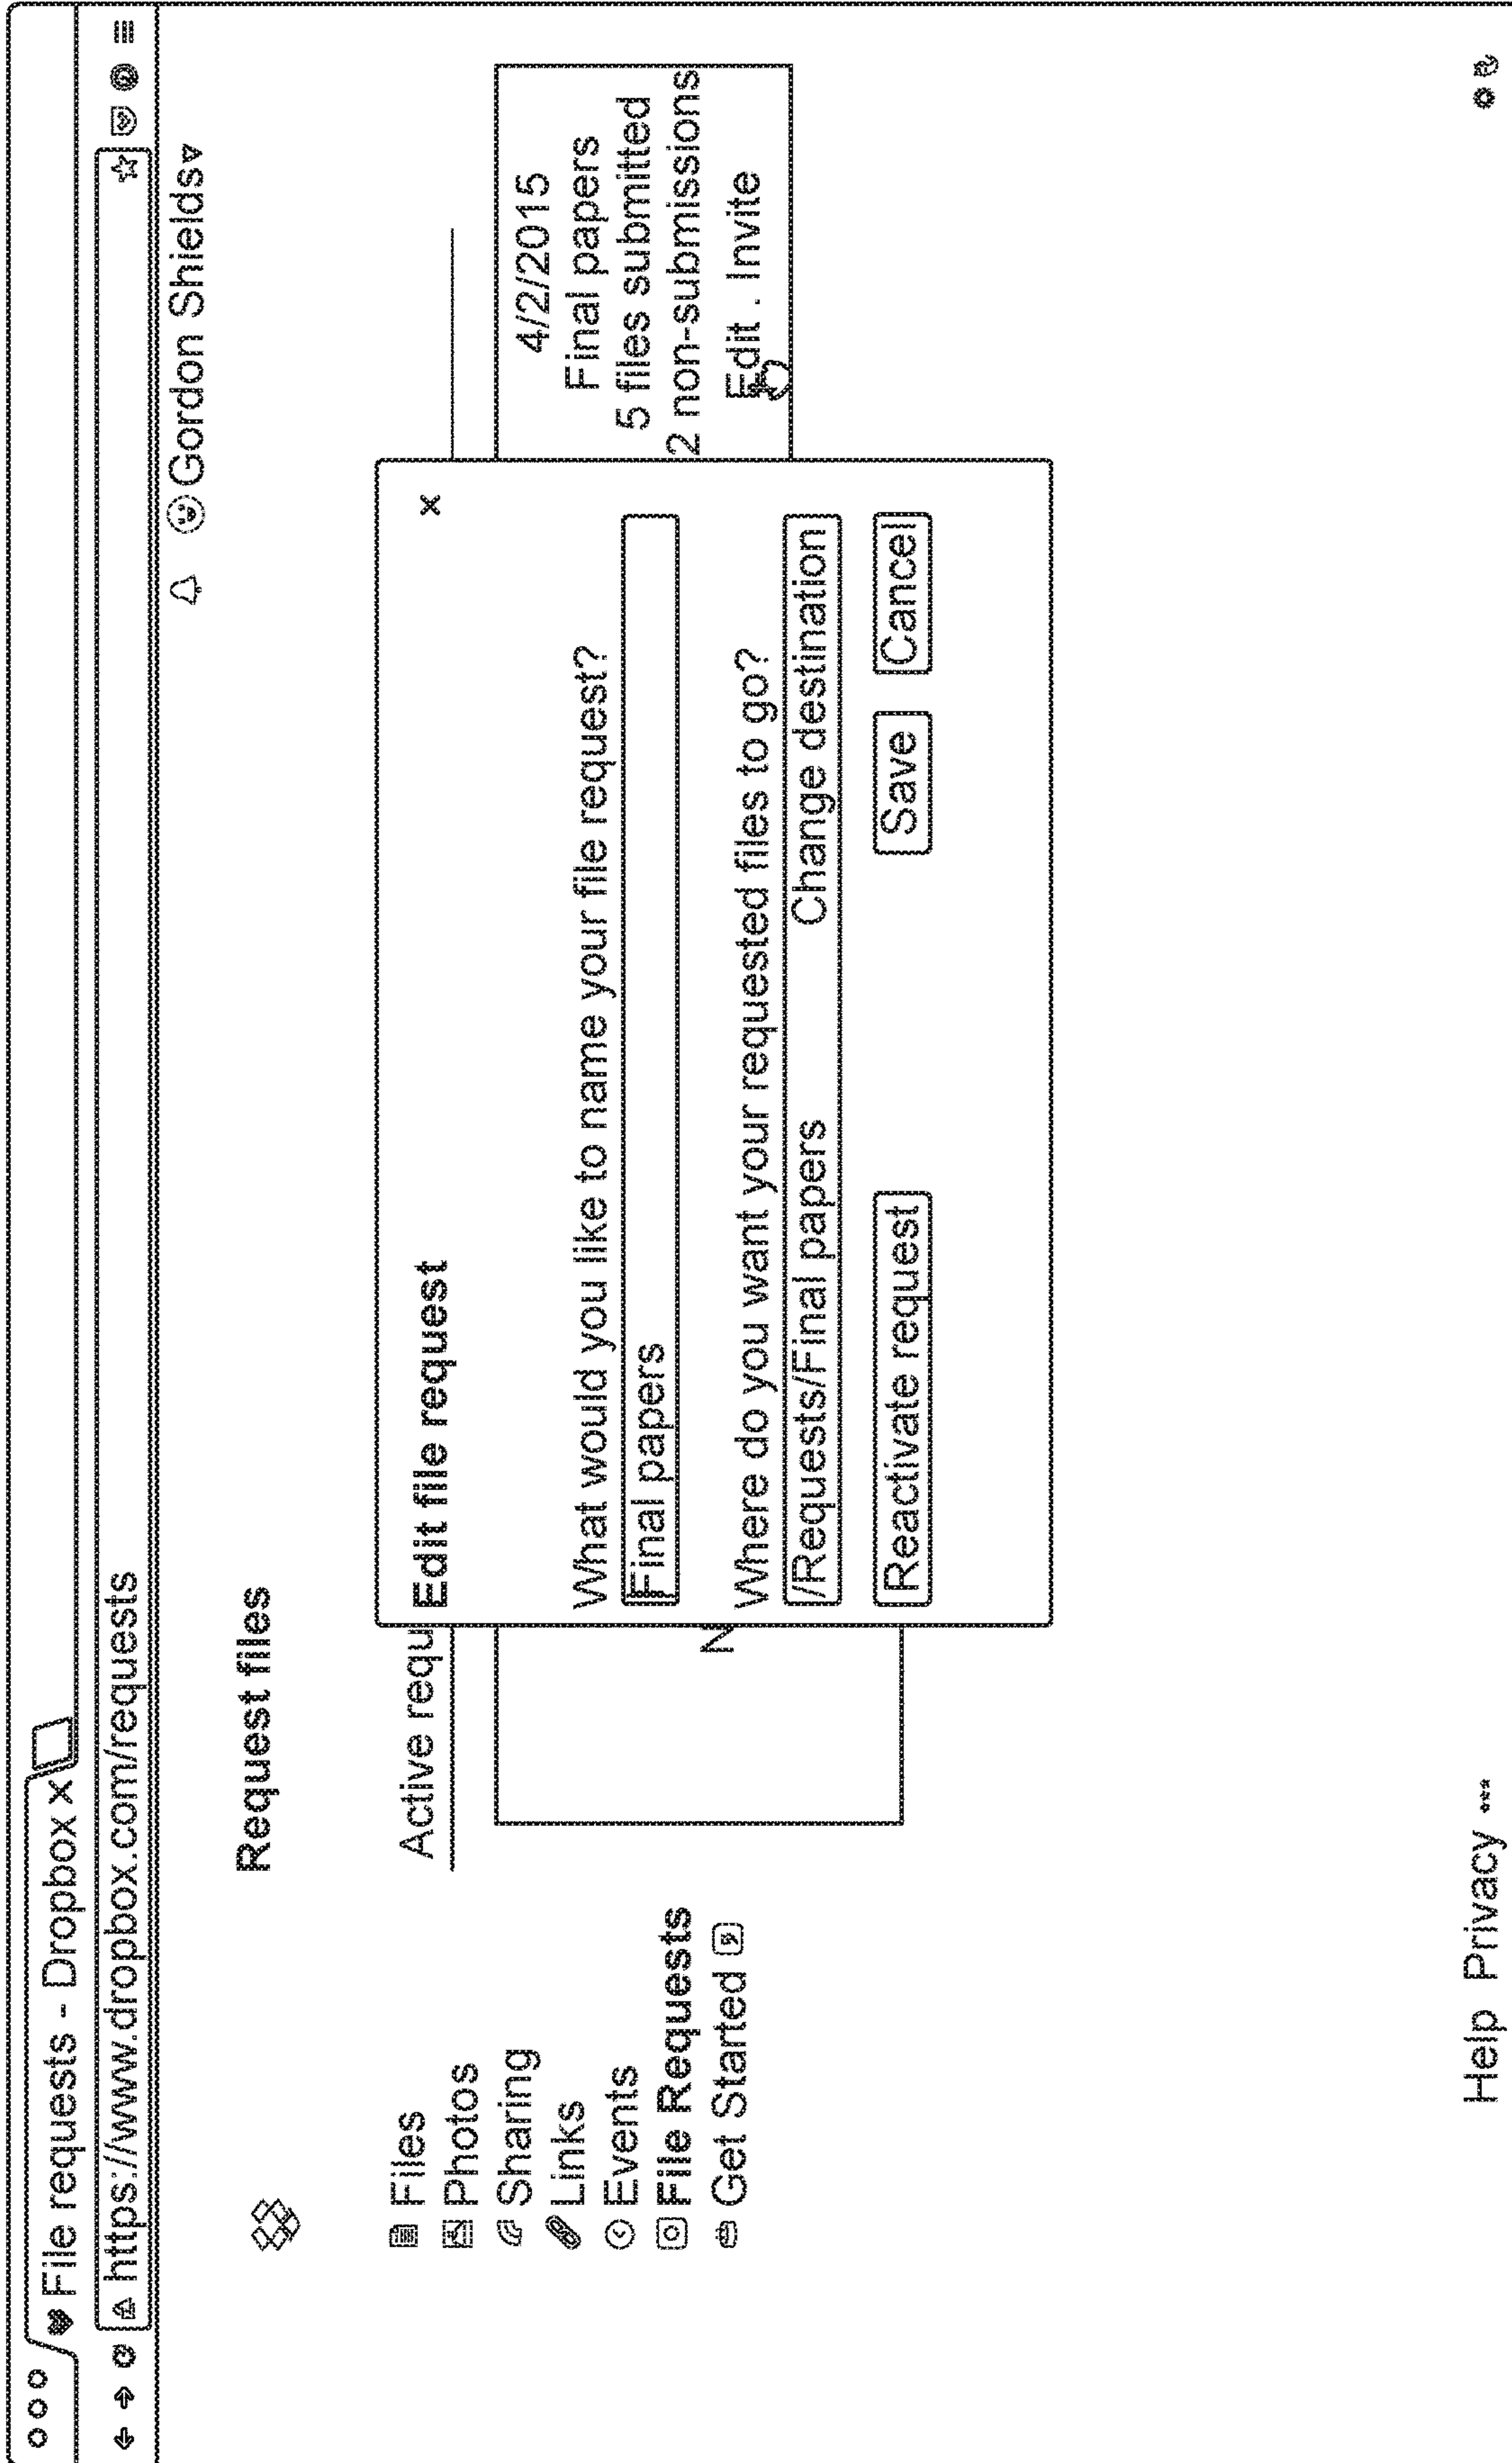 File requests - Dropbox x
https://www.dropbox.com/requests
Gordon Shields
Request files
Files
Photos
Sharing
Links
Events
File Requests
Get Started
Active requ
N
Edit file request x
What would you like to name your file request?
Final papers
Where do you want your requested files to go?
/Requests/Final papers Change destination
Reactivate request Save Cancel
4/2/2015
Final papers
5 files submitted
2 non-submissions
Edit . Invite
Help Privacy •••